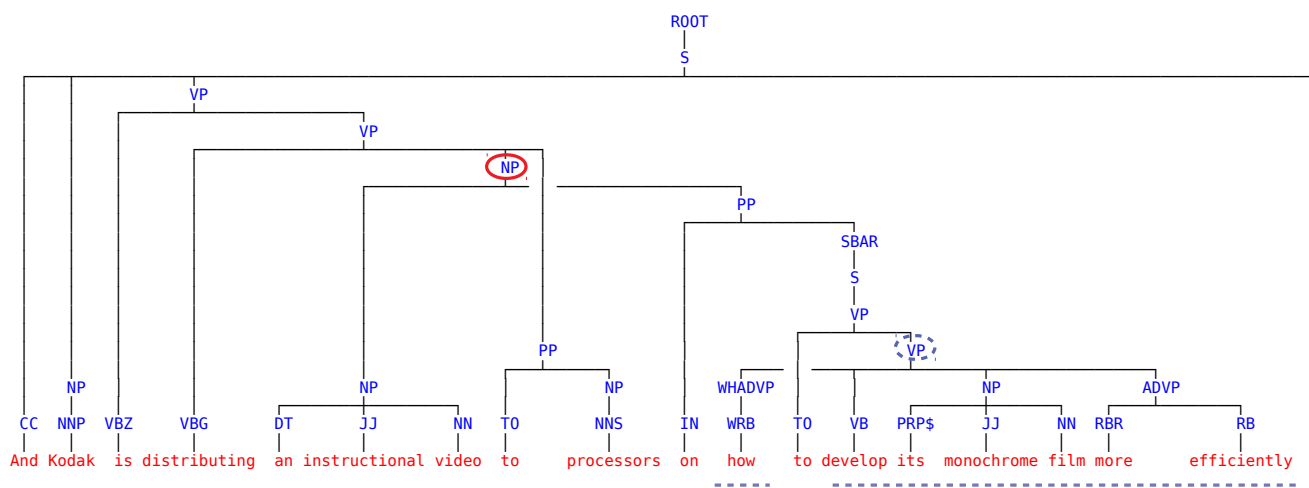 ROOT
S
VP
VP
NP
PP
SBAR
S
VP
PP VP
NP NP NP WHADVP NP ADVP
CC NNP VBZ VBG DT JJ NN TO NNS IN WRB TO VB PRP$ JJ NN RBR RB
And Kodak is distributing an instructional video to processors on how to develop its monochrome film more efficiently